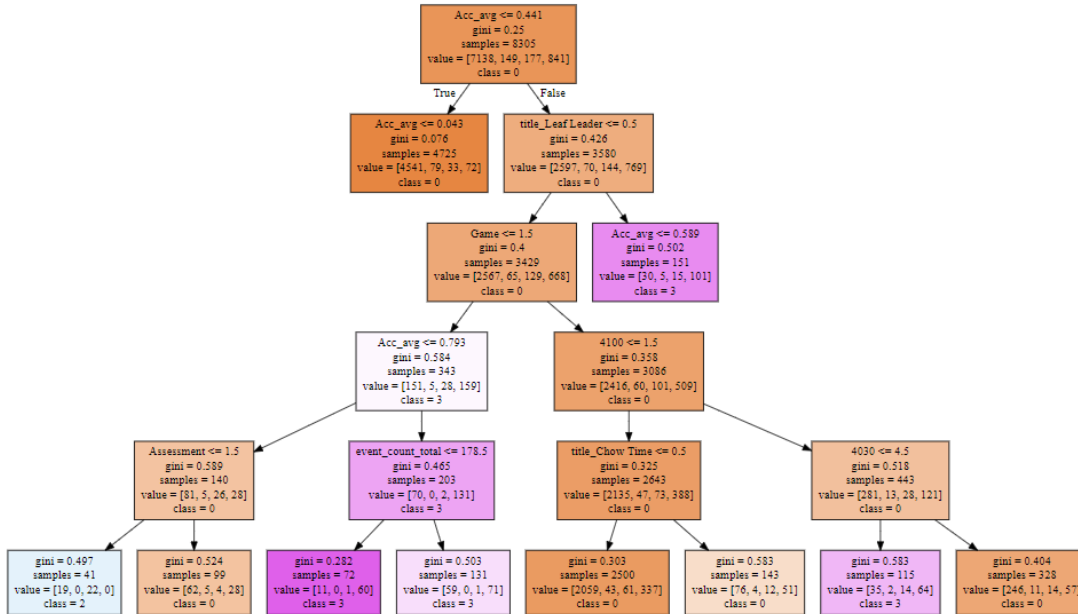 Acc_avg <= 0.441
gini = 0.25
samples = 8305
value = [7138, 149, 177, 841]
class = 0
True
False
Acc_avg <= 0.043
gini = 0.076
samples = 4725
value = [4541, 79, 33, 72]
class = 0
title_Leaf Leader <= 0.5
gini = 0.426
samples = 3580
value = [2597, 70, 144, 769]
class = 0
Game <= 1.5
gini = 0.4
samples = 3429
value = [2567, 65, 129, 668]
class = 0
Acc_avg <= 0.589
gini = 0.502
samples = 151
value = [30, 5, 15, 101]
class = 3
Acc_avg <= 0.793
gini = 0.584
samples = 343
value = [151, 5, 28, 159]
class = 3
4100 <= 1.5
gini = 0.358
samples = 3086
value = [2416, 60, 101, 509]
class = 0
Assessment <= 1.5
gini = 0.589
samples = 140
value = [81, 5, 26, 28]
class = 0
event_count_total <= 178.5
gini = 0.465
samples = 203
value = [70, 0, 2, 131]
class = 3
title_Chow Time <= 0.5
gini = 0.325
samples = 2643
value = [2135, 47, 73, 388]
class = 0
4030 <= 4.5
gini = 0.518
samples = 443
value = [281, 13, 28, 121]
class = 0
gini = 0.497
samples = 41
value = [19, 0, 22, 0]
class = 2
gini = 0.524
samples = 99
value = [62, 5, 4, 28]
class = 0
gini = 0.282
samples = 72
value = [11, 0, 1, 60]
class = 3
gini = 0.503
samples = 131
value = [59, 0, 1, 71]
class = 3
gini = 0.303
samples = 2500
value = [2059, 43, 61, 337]
class = 0
gini = 0.583
samples = 143
value = [76, 4, 12, 51]
class = 0
gini = 0.583
samples = 115
value = [35, 2, 14, 64]
class = 3
gini = 0.404
samples = 328
value = [246, 11, 14, 57]
class = 0